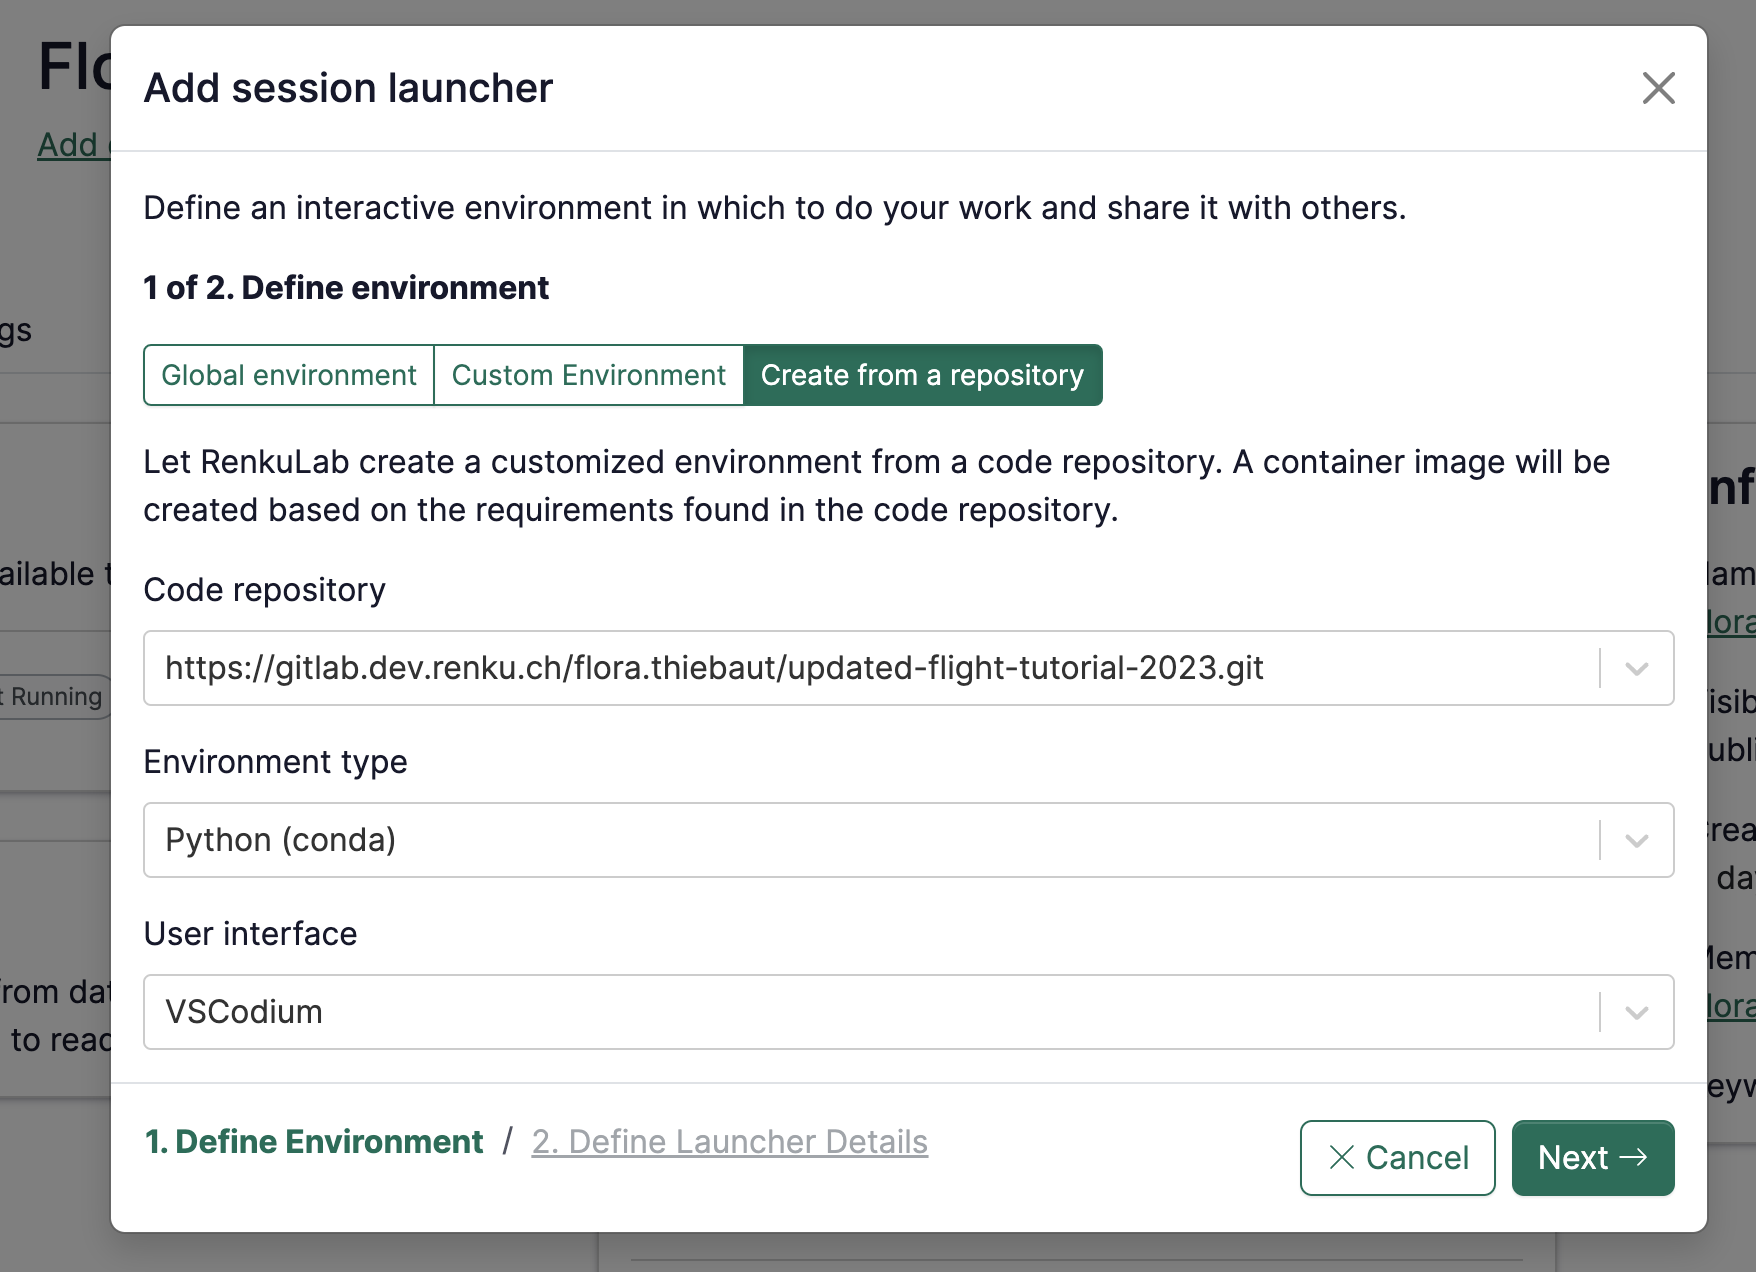 Add session launcher
Define an interactive environment in which to do your work and share it with others.
1 of 2. Define environment
Global environment
Custom Environment
Create from a repository
Let RenkuLab create a customized environment from a code repository. A container image will be
created based on the requirements found in the code repository.
Code repository
https://gitlab.dev.renku.ch/flora.thiebaut/updated-flight-tutorial-2023.git
Environment type
Python (conda)
User interface
VSCodium
1. Define Environment / 2. Define Launcher Details
Cancel
Next
Add
Running
to